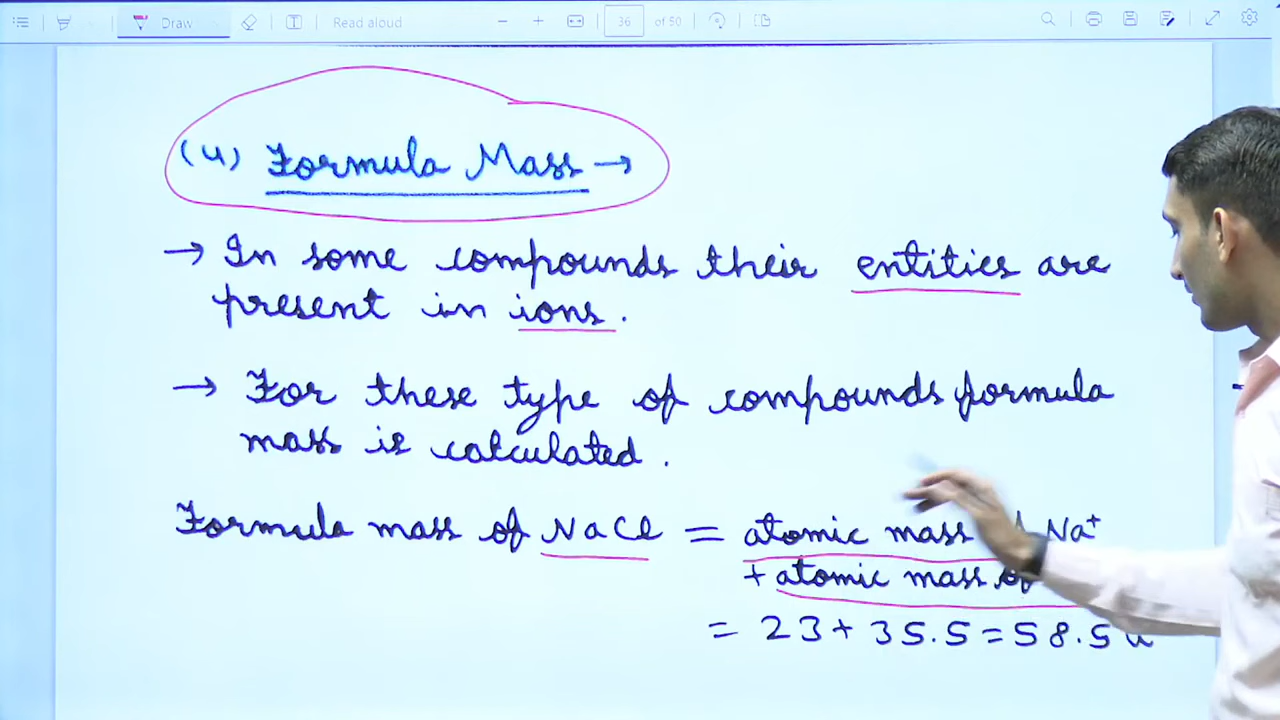 Draw
Read aloud
36 of 50
(4) Formula Mass →
→ In some compounds their entities are
present in ions.
→ For these type of compounds formula
mass is calculated.
Formula mass of NaCl = atomic mass Na⁺
+ atomic mass of
= 23 + 35.5 = 58.5 u